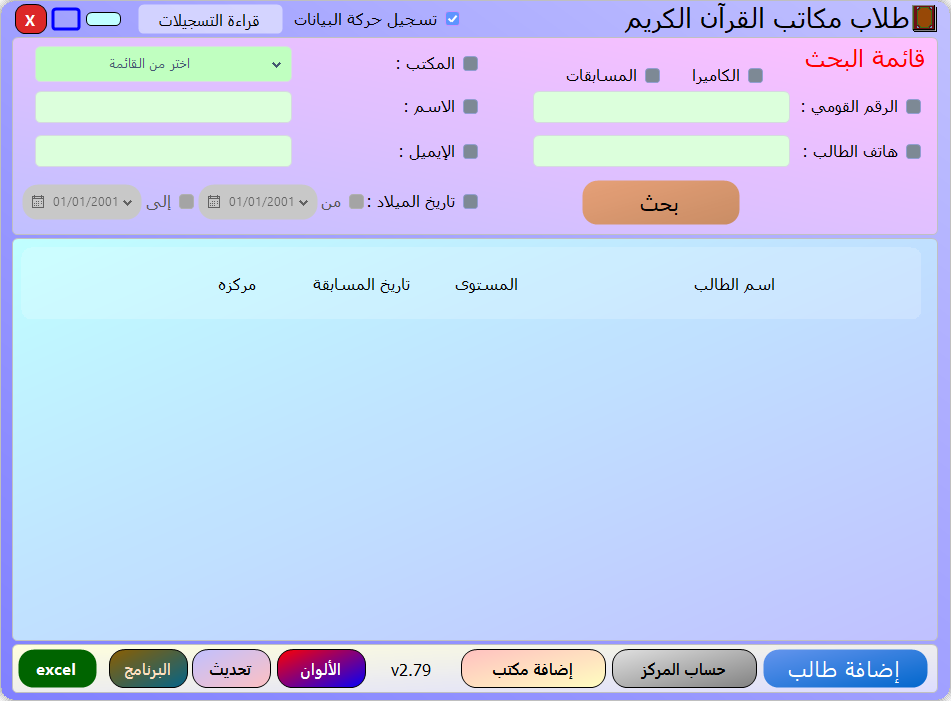 طلاب مكاتب القرآن الكريم
تسجيل حركة البيانات
قراءة التسجيلات
X
قائمة البحث
الكاميرا
المسابقات
المكتب :
اختر من القائمة
الرقم القومي :
الاسم :
هاتف الطالب :
الإيميل :
بحث
تاريخ الميلاد :
من
01/01/2001
إلى
01/01/2001
اسم الطالب
المستوى
تاريخ المسابقة
مركزه
إضافة طالب
حساب المركز
إضافة مكتب
v2.79
الألوان
تحديث
البرنامج
excel